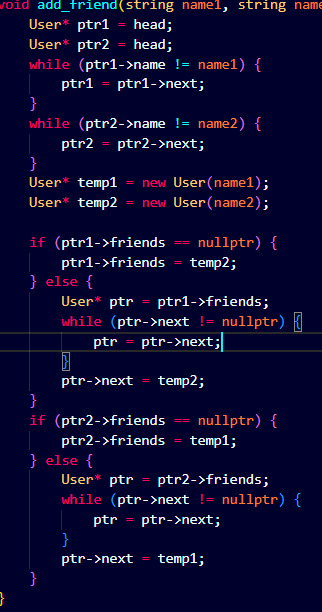 void add_friend(string name1, string name
    User* ptr1 = head;
    User* ptr2 = head;
    while (ptr1->name != name1) {
        ptr1 = ptr1->next;
    }
    while (ptr2->name != name2) {
        ptr2 = ptr2->next;
    }
    User* temp1 = new User(name1);
    User* temp2 = new User(name2);

    if (ptr1->friends == nullptr) {
        ptr1->friends = temp2;
    } else {
        User* ptr = ptr1->friends;
        while (ptr->next != nullptr) {
            ptr = ptr->next;
        }
        ptr->next = temp2;
    }
    if (ptr2->friends == nullptr) {
        ptr2->friends = temp1;
    } else {
        User* ptr = ptr2->friends;
        while (ptr->next != nullptr) {
            ptr = ptr->next;
        }
        ptr->next = temp1;
    }
}